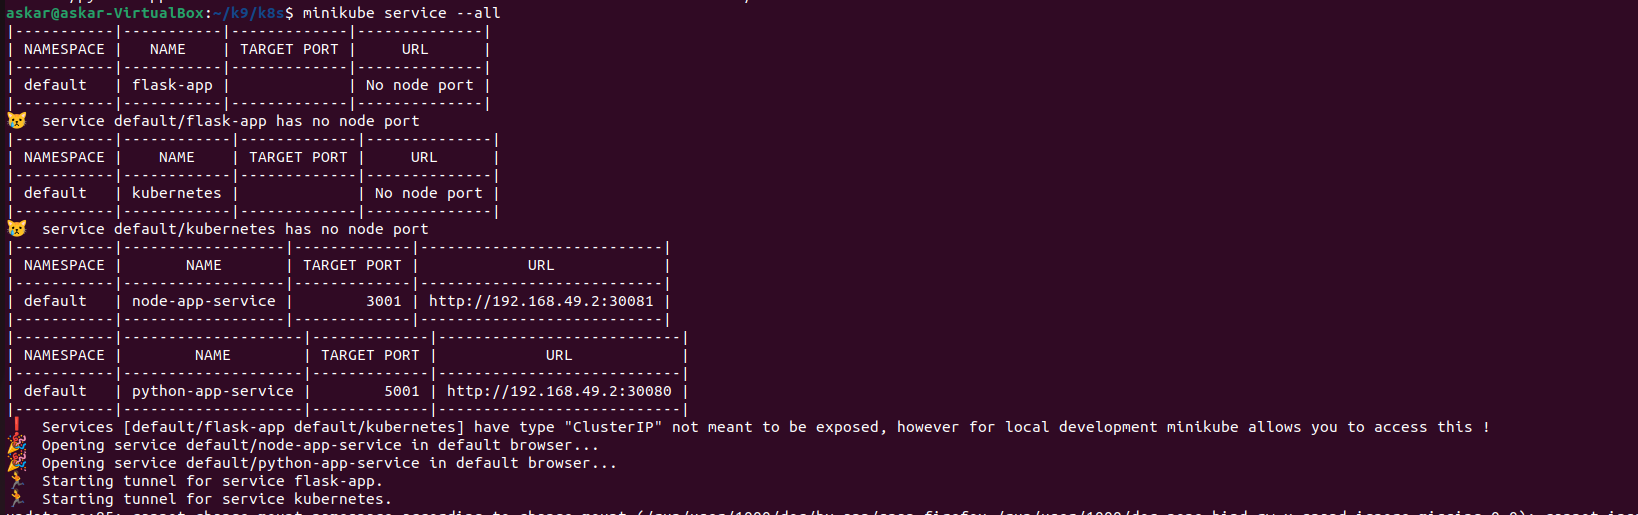 askar@askar-VirtualBox:~/k9/k8s$ minikube service --all
|-----------|-----------|-------------|--------------|
| NAMESPACE |   NAME    | TARGET PORT |     URL      |
|-----------|-----------|-------------|--------------|
| default   | flask-app |             | No node port |
|-----------|-----------|-------------|--------------|
😿  service default/flask-app has no node port
|-----------|------------|-------------|--------------|
| NAMESPACE |    NAME    | TARGET PORT |     URL      |
|-----------|------------|-------------|--------------|
| default   | kubernetes |             | No node port |
|-----------|------------|-------------|--------------|
😿  service default/kubernetes has no node port
|-----------|------------------|-------------|---------------------------|
| NAMESPACE |       NAME       | TARGET PORT |            URL            |
|-----------|------------------|-------------|---------------------------|
| default   | node-app-service |        3001 | http://192.168.49.2:30081 |
|-----------|------------------|-------------|---------------------------|
|-----------|--------------------|-------------|---------------------------|
| NAMESPACE |        NAME        | TARGET PORT |            URL            |
|-----------|--------------------|-------------|---------------------------|
| default   | python-app-service |        5001 | http://192.168.49.2:30080 |
|-----------|--------------------|-------------|---------------------------|
❗  Services [default/flask-app default/kubernetes] have type "ClusterIP" not meant to be exposed, however for local development minikube allows you to access this !
🎉  Opening service default/node-app-service in default browser...
🎉  Opening service default/python-app-service in default browser...
🏃  Starting tunnel for service flask-app.
🏃  Starting tunnel for service kubernetes.